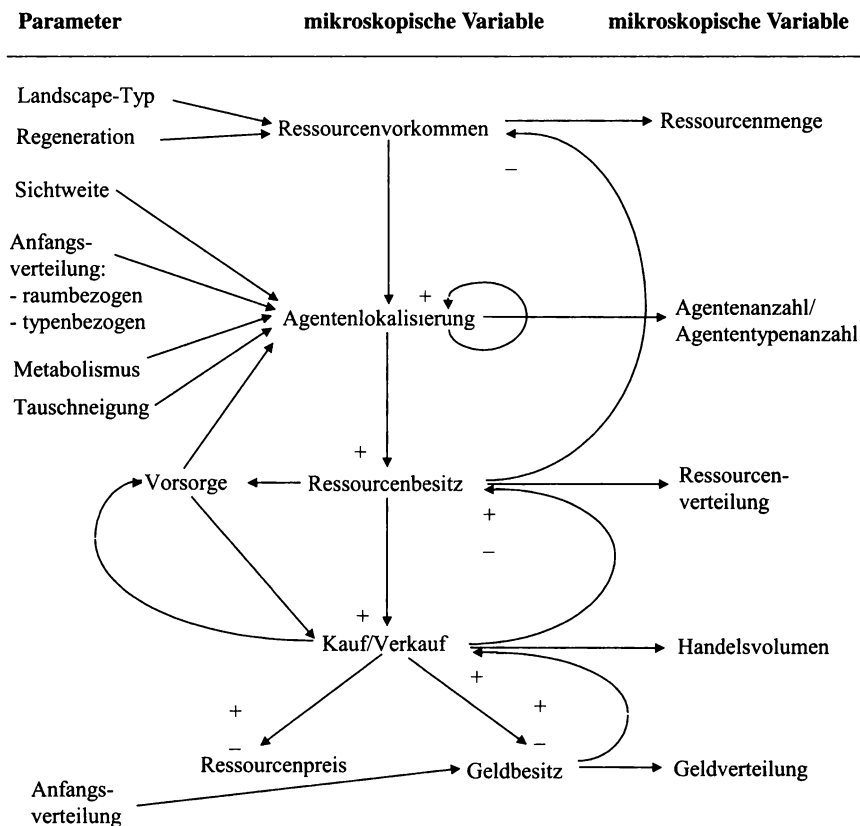 Parameter mikroskopische Variable mikroskopische Variable
Landscape-Typ
Regeneration
Ressourcenvorkommen
Ressourcenmenge
–
Sichtweite
Anfangs-
verteilung:
- raumbezogen
- typenbezogen
+
Agentenlokalisierung
Agentenanzahl/
Agententypenanzahl
Metabolismus
Tauschneigung
+
Vorsorge
Ressourcenbesitz
Ressourcen-
verteilung
+
–
+
Kauf/Verkauf
Handelsvolumen
+
+
–
+
–
Ressourcenpreis
Geldbesitz
Geldverteilung
Anfangs-
verteilung